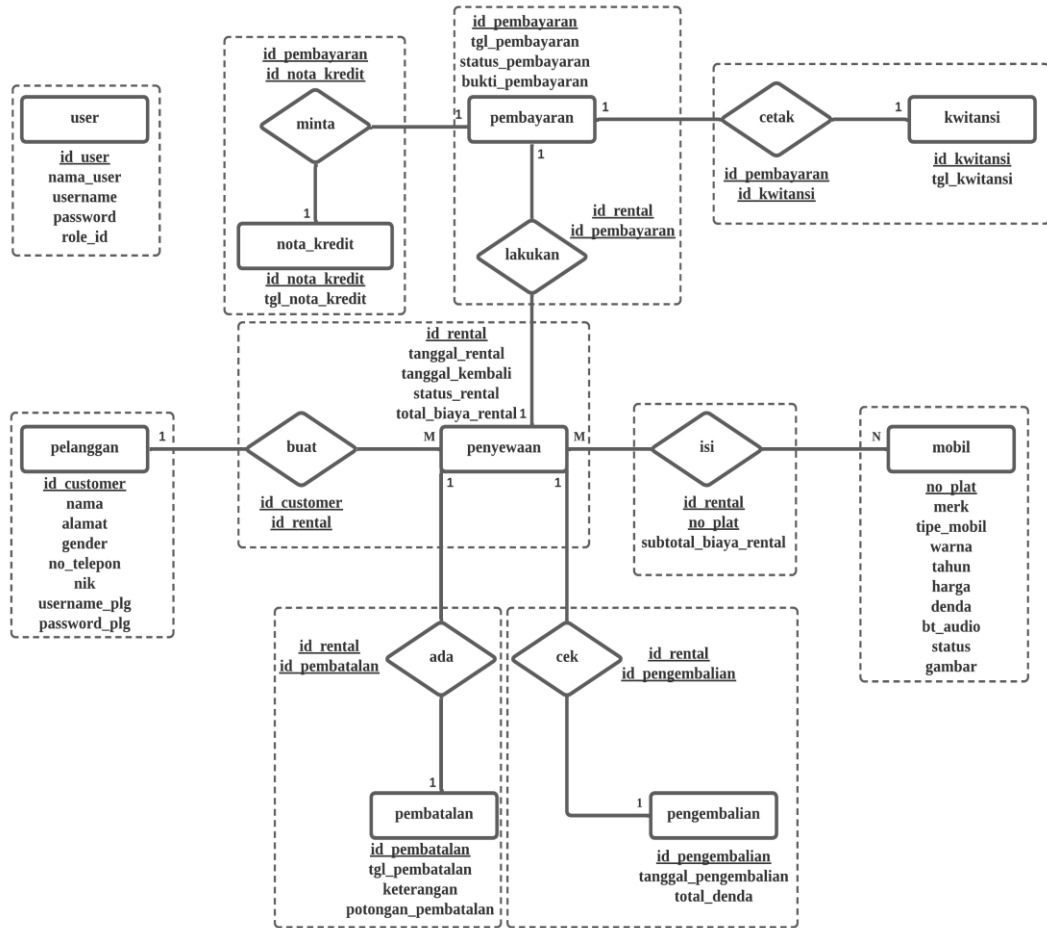 user
id_user
nama_user
username
password
role_id
id_pembayaran
id_nota_kredit
minta
1
1
nota_kredit
id_nota_kredit
tgl_nota_kredit
id_pembayaran
tgl_pembayaran
status_pembayaran
bukti_pembayaran
pembayaran
1
1
cetak
1
id_pembayaran
id_kwitansi
kwitansi
id_kwitansi
tgl_kwitansi
id_rental
id_pembayaran
lakukan
id_rental
tanggal_rental
tanggal_kembali
status_rental
total_biaya_rental
1
pelanggan
1
id_customer
nama
alamat
gender
no_telepon
nik
username_plg
password_plg
buat
id_customer
id_rental
M
penyewaan
M
1
1
isi
id_rental
no_plat
subtotal_biaya_rental
N
mobil
no_plat
merk
tipe_mobil
warna
tahun
harga
denda
bt_audio
status
gambar
id_rental
id_pembatalan
ada
1
pembatalan
id_pembatalan
tgl_pembatalan
keterangan
potongan_pembatalan
cek
id_rental
id_pengembalian
1
pengembalian
id_pengembalian
tanggal_pengembalian
total_denda